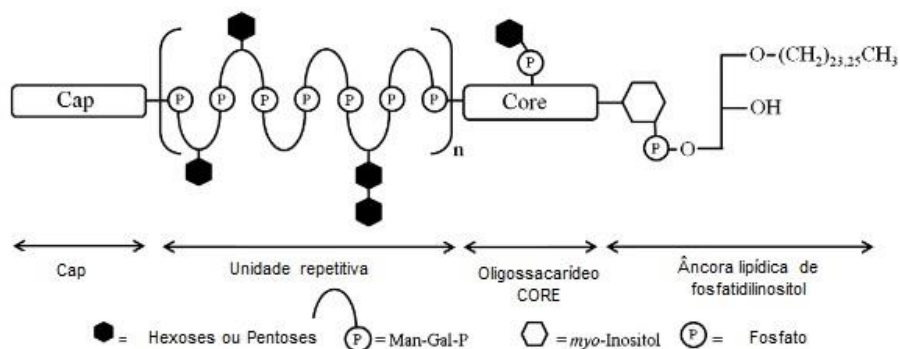 O–(CH₂)₂₃,₂₅CH₃
Cap
P P P P P P P
n
P
Core
OH
P
O
Cap
Unidade repetitiva
Oligossacarídeo
CORE
Âncora lipídica de
fosfatidilinositol
= Hexoses ou Pentoses
P = Man-Gal-P
= myo-Inositol
P = Fosfato